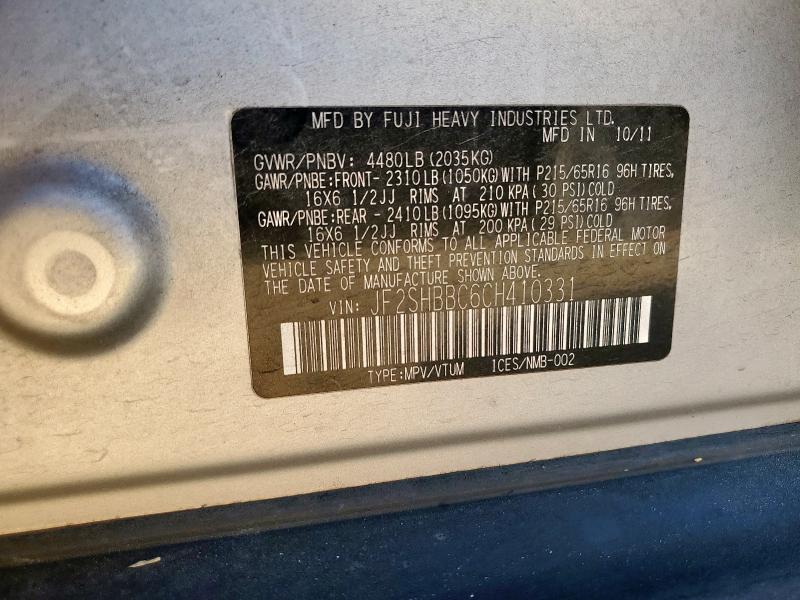 MFD BY FUJI HEAVY INDUSTRIES LTD.
MFD IN 10/11
GVWR/PNBV: 4480LB(2035KG)
GAWR/PNBE:FRONT- 2310LB(1050KG)WITH P215/65R16 96H TIRES,
16X6 1/2JJ RIMS AT 210 KPA(30 PSI)COLD
GAWR/PNBE:REAR - 2410LB(1095KG)WITH P215/65R16 96H TIRES,
16X6 1/2JJ RIMS AT 200 KPA(29 PSI)COLD
THIS VEHICLE CONFORMS TO ALL APPLICABLE FEDERAL MOTOR
VEHICLE SAFETY AND THEFT PREVENTION STANDARDS IN EFFECT ON
THE DATE OF MANUFACTURE SHOWN ABOVE.
VIN: JF2SHBBC6CH410331
TYPE:MPV/VTUM 1CES/NMB-002